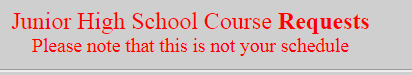 Junior High School Course Requests
Please note that this is not your schedule